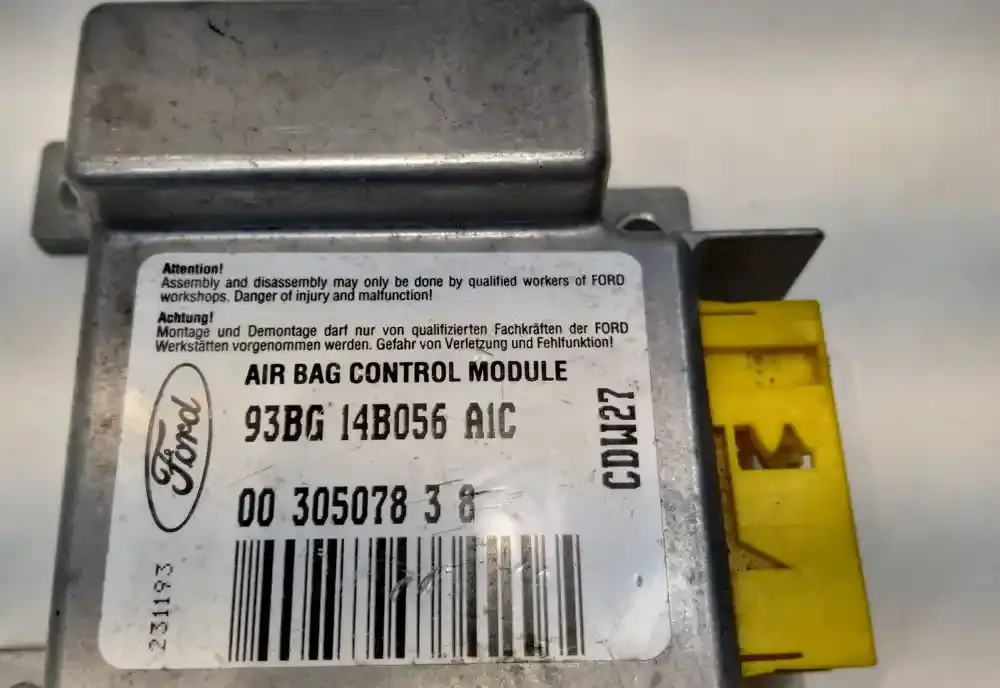 Attention!
Assembly and disassembly may only be done by qualified workers of FORD
workshops. Danger of injury and malfunction!
Achtung!
Montage und Demontage darf nur von qualifizierten Fachkräften der FORD
Werkstätten vorgenommen werden. Gefahr von Verletzung und Fehlfunktion!
AIR BAG CONTROL MODULE
93BG 14B056 A1C
CDW27
Ford
00 305078 3 8
231193